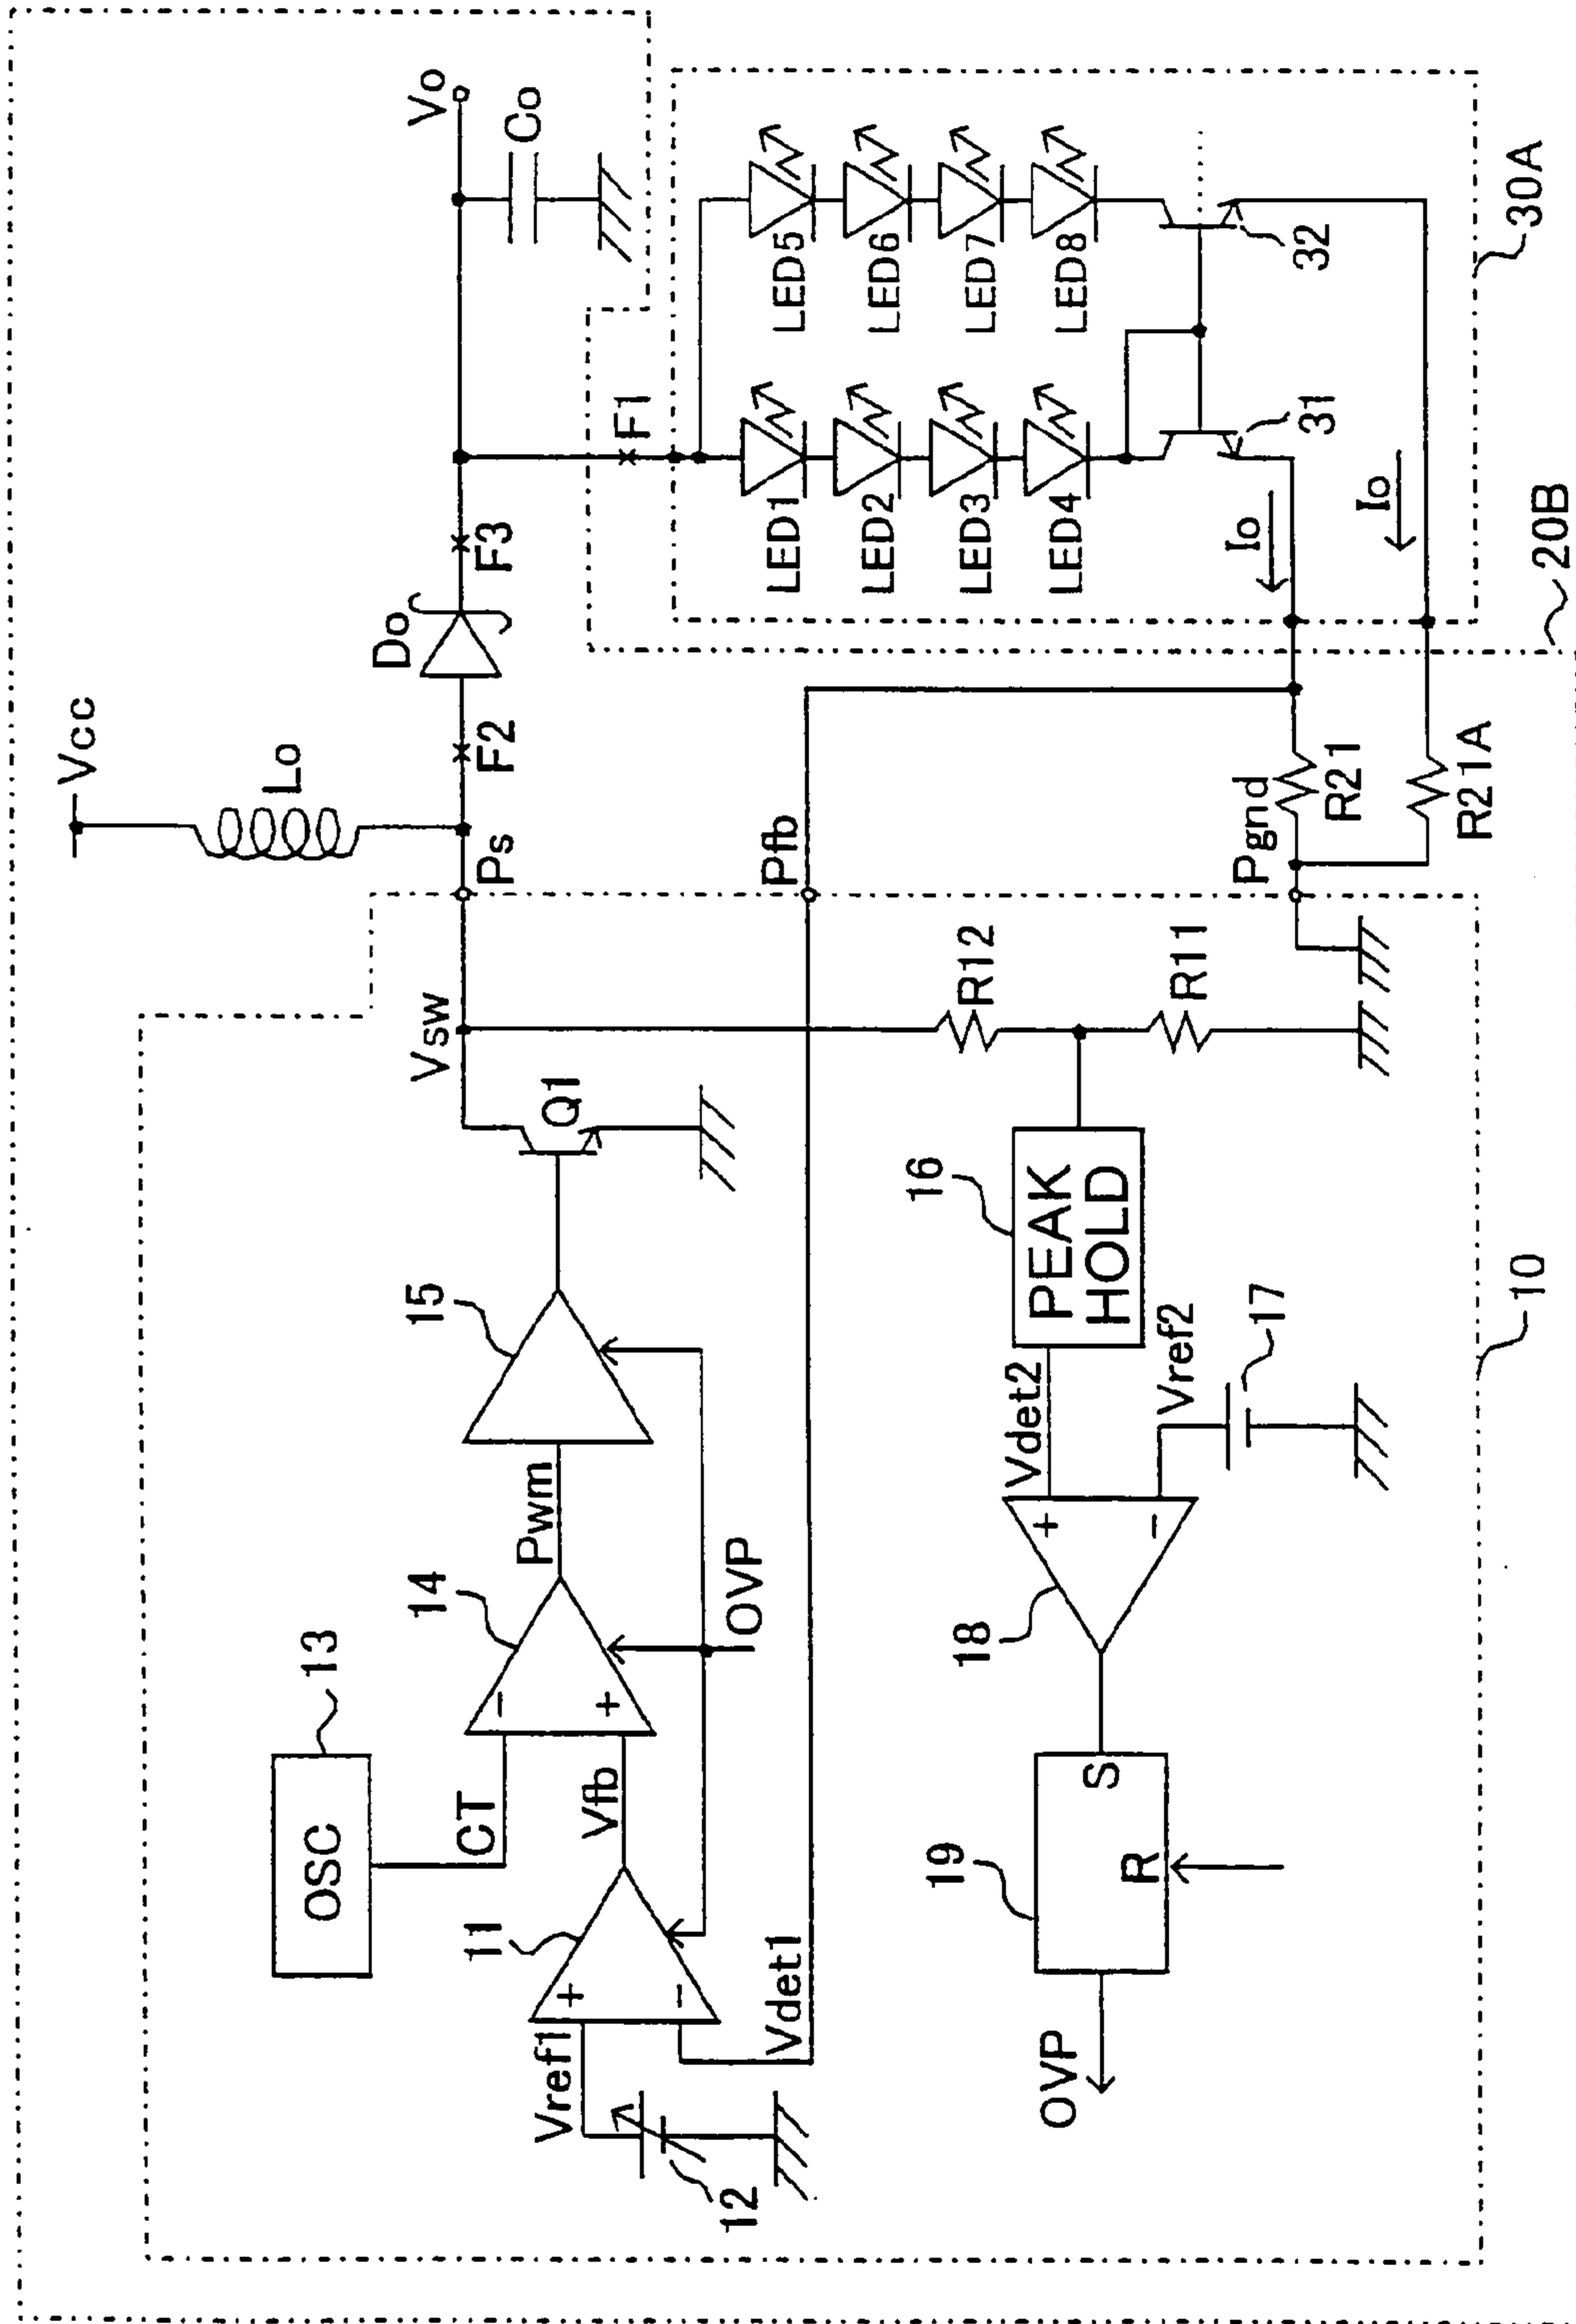 Vcc
Lo
Do
Vo
Co
F2
F3
F1
Ps
Vsw
Q1
OSC
13
CT
14
Pwm
15
11
Vfb
Vref1
12
OVP
Vdet1
Pfb
LED1
LED2
LED3
LED4
LED5
LED6
LED7
LED8
31
32
Io
Io
Pgnd
R21
R21A
R12
R11
16
PEAK
HOLD
Vdet2
Vref2
17
+
-
18
19
S
R
OVP
-
+
+
-
10
20B
30A